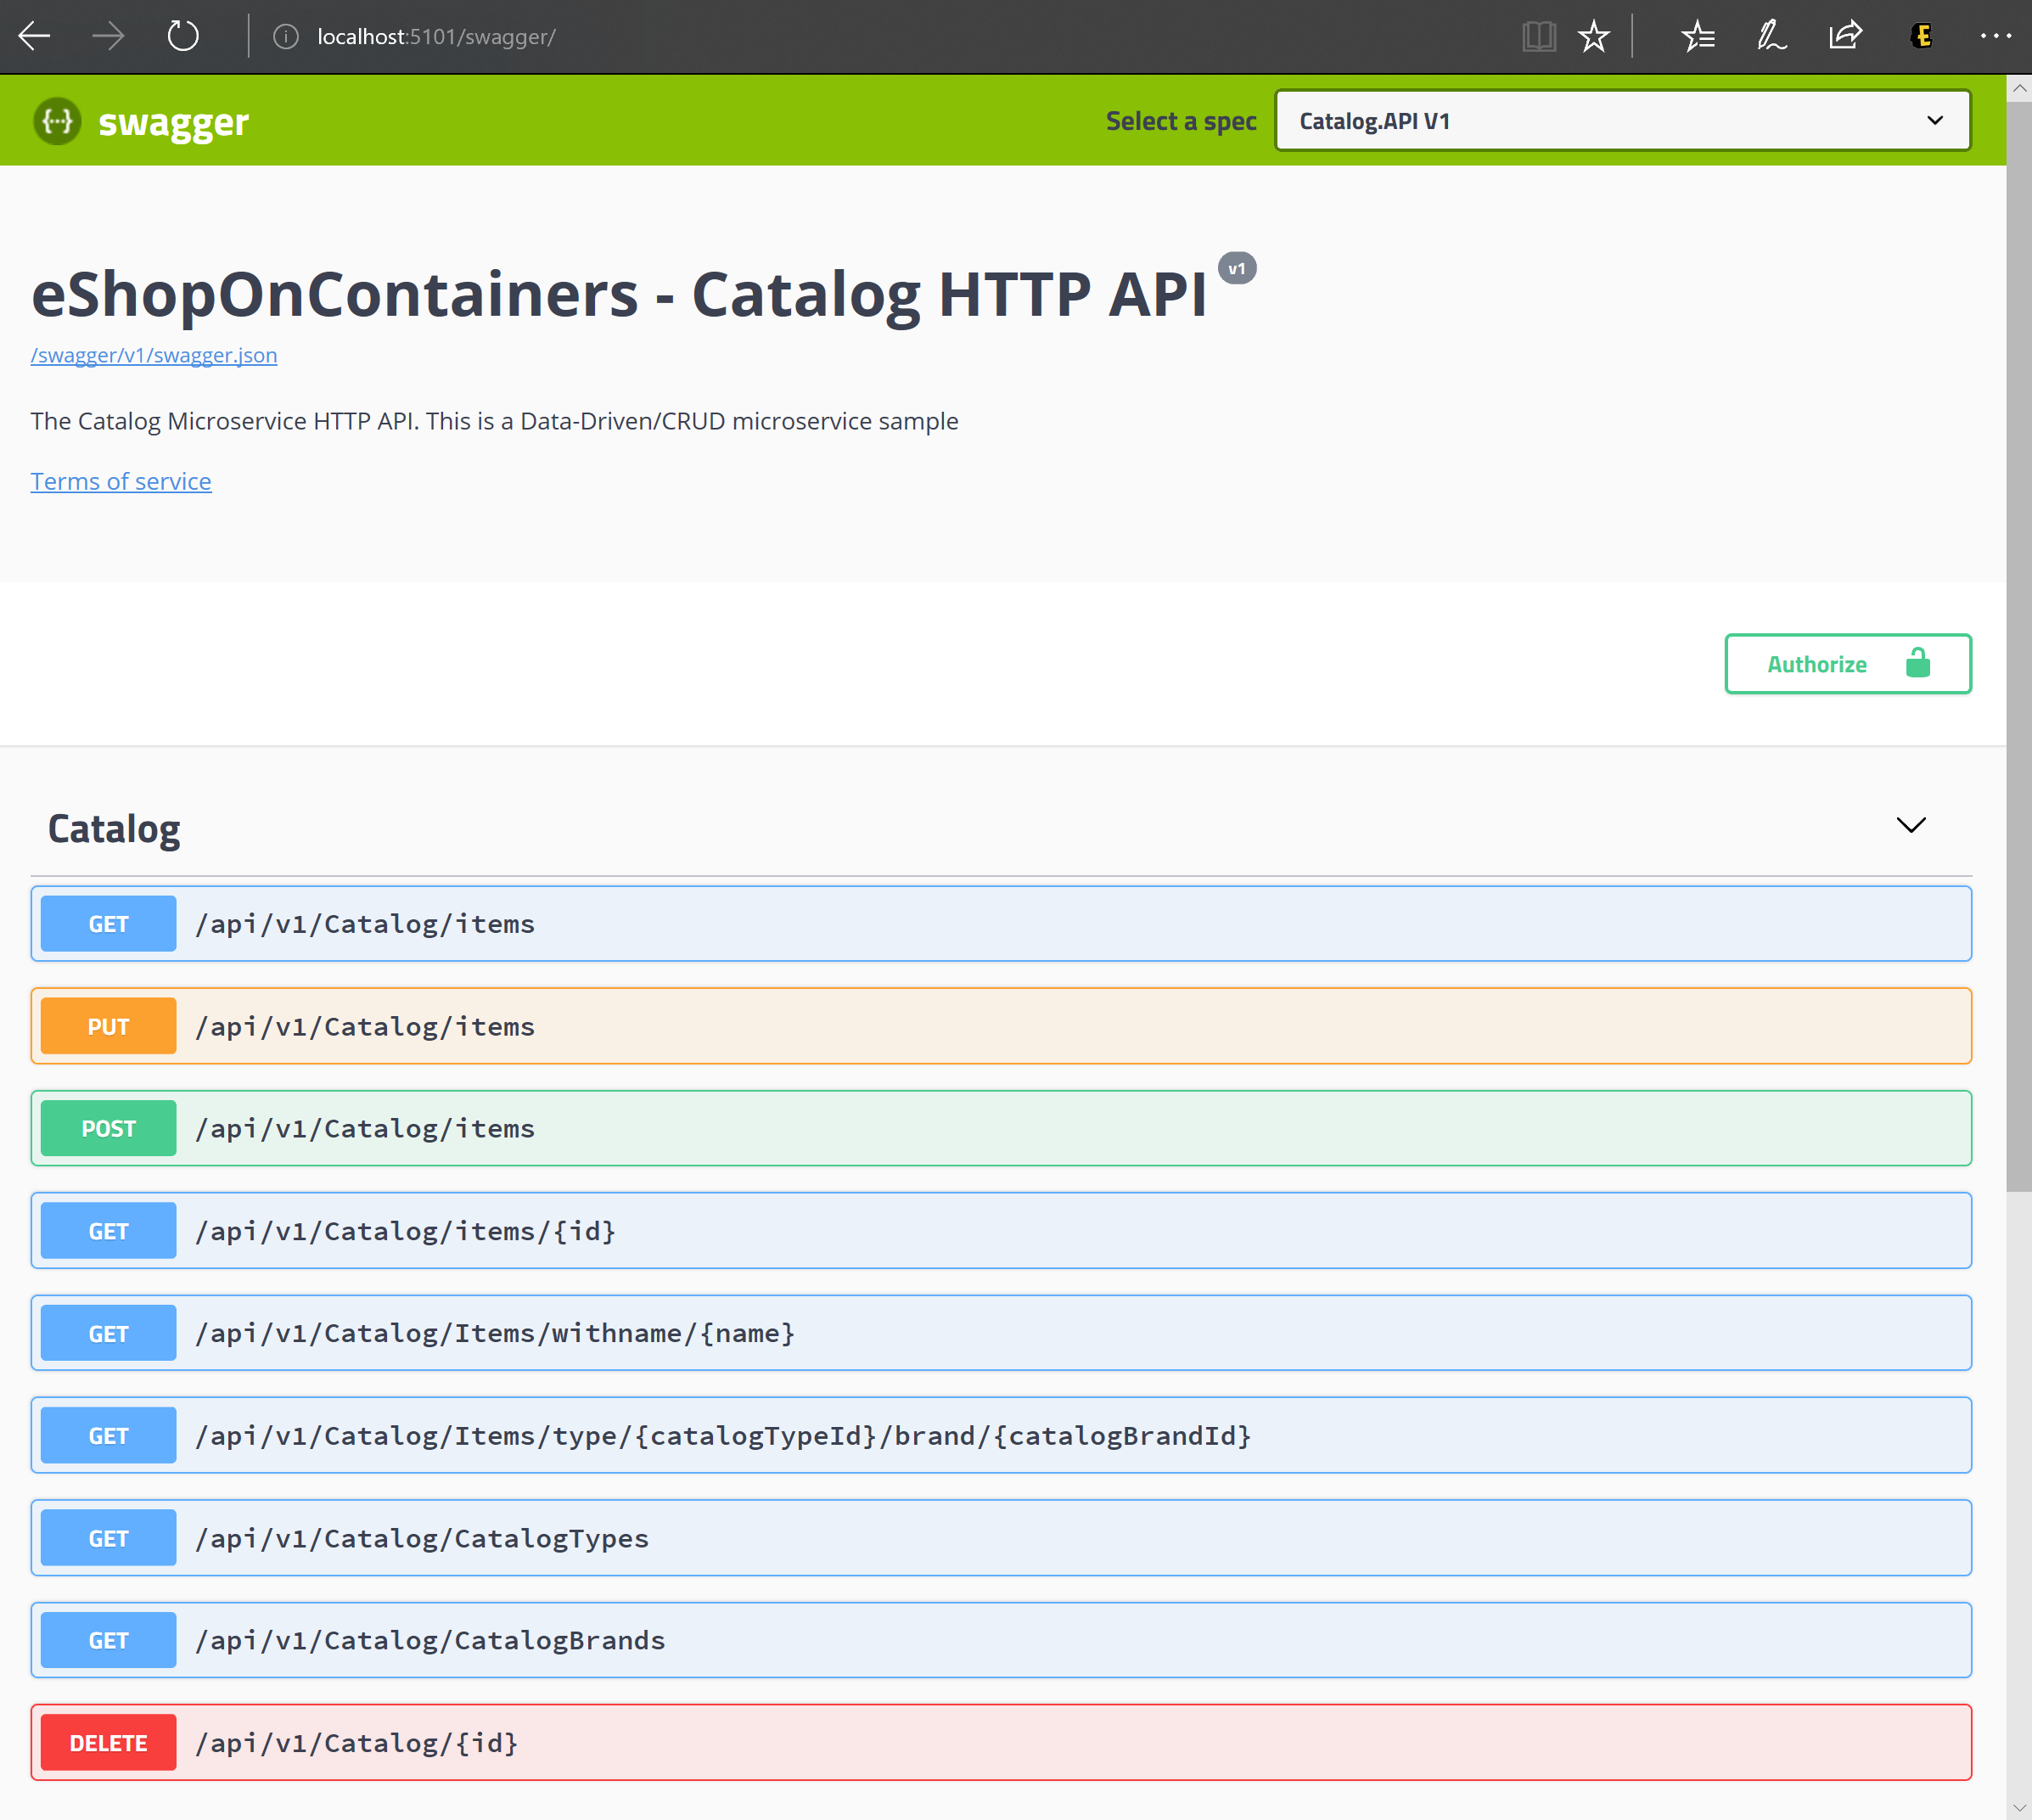 localhost:5101/swagger/
swagger
Select a spec
Catalog.API V1
eShopOnContainers - Catalog HTTP API v1
/swagger/v1/swagger.json
The Catalog Microservice HTTP API. This is a Data-Driven/CRUD microservice sample
Terms of service
Authorize
Catalog
GET /api/v1/Catalog/items
PUT /api/v1/Catalog/items
POST /api/v1/Catalog/items
GET /api/v1/Catalog/items/{id}
GET /api/v1/Catalog/Items/withname/{name}
GET /api/v1/Catalog/Items/type/{catalogTypeId}/brand/{catalogBrandId}
GET /api/v1/Catalog/CatalogTypes
GET /api/v1/Catalog/CatalogBrands
DELETE /api/v1/Catalog/{id}